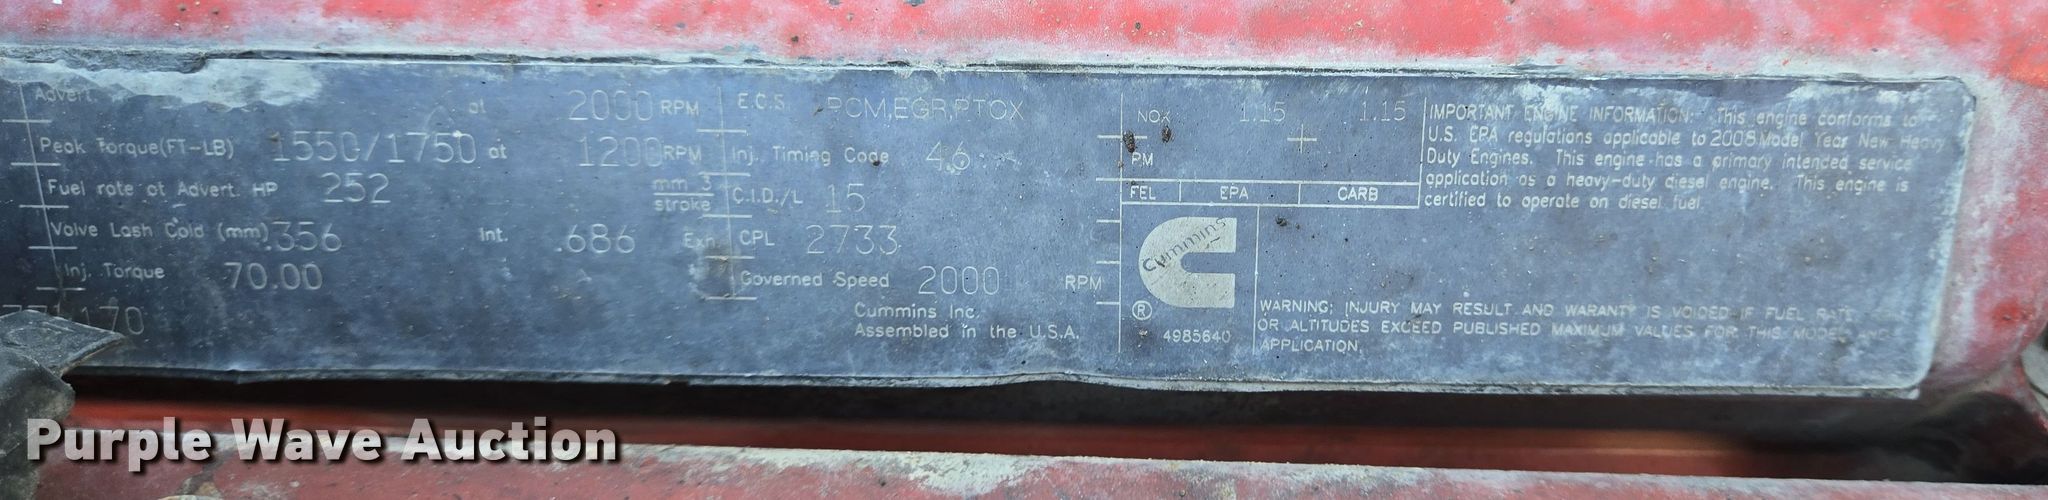 Advert. at 2000 RPM
Peak Torque(FT-LB) 1550/1750 at 1200 RPM
Fuel rate at Advert. HP 252 mm 3 stroke
Valve Lash Cold (mm) .356 Int. .686 Exh.
Inj. Torque 70.00
170
E.C.S. PCM,EGR,PTOX
Inj. Timing Code 46
C.I.D./L 15
CPL 2733
Governed Speed 2000 RPM
Cummins Inc.
Assembled in the U.S.A.
NOX 1.15 1.15
PM
FEL EPA CARB
Cummins
®
4985640
IMPORTANT ENGINE INFORMATION: This engine conforms to
U.S. EPA regulations applicable to 2008 Model Year New Heavy
Duty Engines. This engine has a primary intended service
application as a heavy-duty diesel engine. This engine is
certified to operate on diesel fuel.
WARNING: INJURY MAY RESULT AND WARANTY IS VOIDED IF FUEL RATE
OR ALTITUDES EXCEED PUBLISHED MAXIMUM VALUES FOR THIS MODEL AND
APPLICATION.
Purple Wave Auction